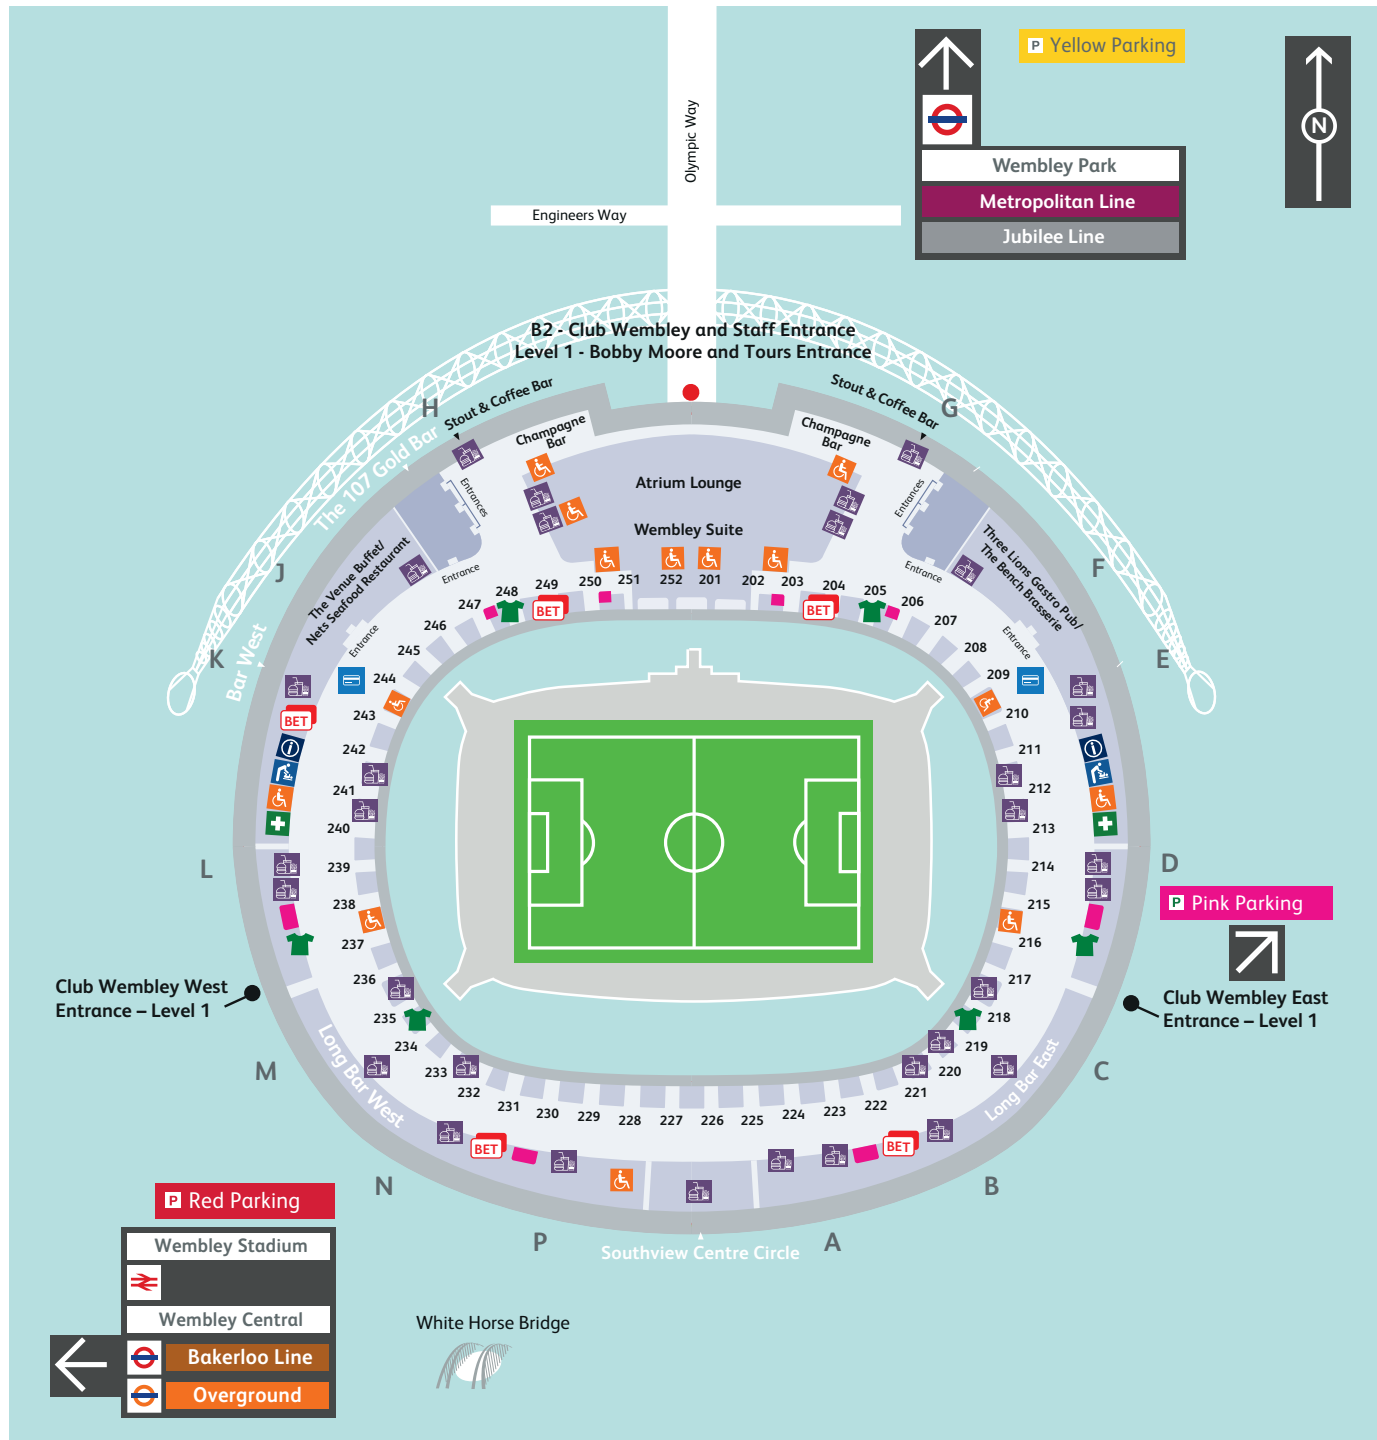 P Yellow Parking
N
Olympic Way
Wembley Park
Metropolitan Line
Engineers Way
Jubilee Line
B2 - Club Wembley and Staff Entrance
Level 1 - Bobby Moore and Tours Entrance
H
Stout & Coffee Bar
Stout & Coffee Bar
G
The 107 Gold Bar
Champagne
Bar
Champagne
Bar
Entrances
Atrium Lounge
Entrances
Wembley Suite
J
The Venue Buffet/
Nets Seafood Restaurant
Entrance
Entrance
Three Lions Gastro Pub/
The Bench Brasserie
F
247
248
249
250
251
252
201
202
203
204
205
206
BET
BET
246
207
Entrance
Entrance
245
208
K
Bar West
E
244
209
BET
243
210
i
242
211
i
241
212
240
213
L
239
214
D
238
215
P Pink Parking
237
216
236
217
Club Wembley West
Entrance – Level 1
Club Wembley East
Entrance – Level 1
235
218
234
219
M
Long Bar West
233
220
Long Bar East
C
232
231
230
229
228
227
226
225
224
223
222
221
BET
BET
N
B
P Red Parking
P
Southview Centre Circle
A
Wembley Stadium
Wembley Central
White Horse Bridge
Bakerloo Line
Overground